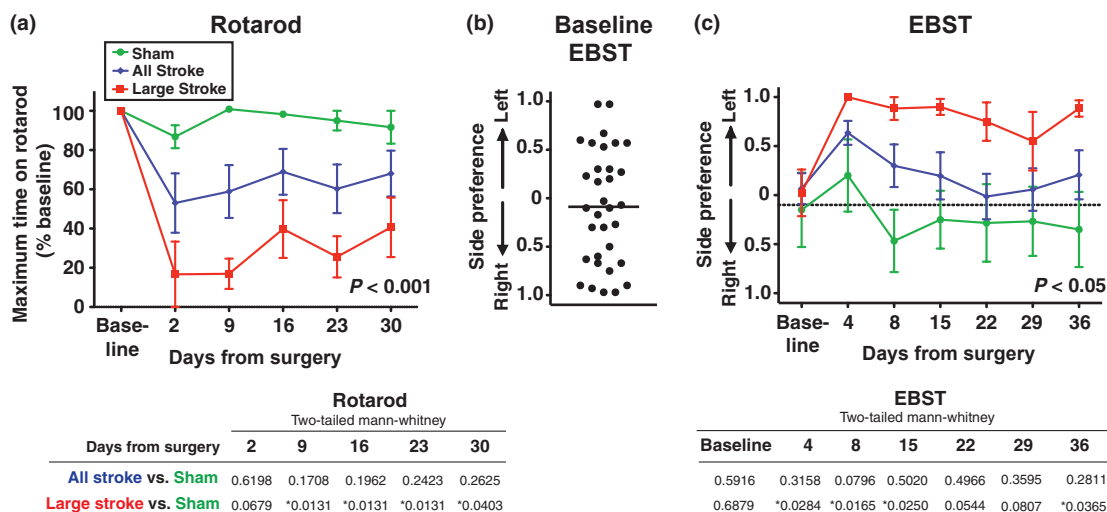 (a)
Rotarod
Sham
All Stroke
Large Stroke
Maximum time on rotarod
(% baseline)
100
80
60
40
20
0
P < 0.001
Base-
line
2
9
16
23
30
Days from surgery
(b)
Baseline
EBST
Side preference
Left
Right
1.0
0.5
0
0.5
1.0
(c)
EBST
Side preference
Left
Right
1.0
0.5
0
0.5
1.0
P < 0.05
Baseline
4
8
15
22
29
36
Days from surgery
Rotarod
Two-tailed mann-whitney
Days from surgery 2 9 16 23 30
All stroke vs. Sham 0.6198 0.1708 0.1962 0.2423 0.2625
Large stroke vs. Sham 0.0679 *0.0131 *0.0131 *0.0131 *0.0403
EBST
Two-tailed mann-whitney
Baseline 4 8 15 22 29 36
0.5916 0.3158 0.0796 0.5020 0.4966 0.3595 0.2811
0.6879 *0.0284 *0.0165 *0.0250 0.0544 0.0807 *0.0365